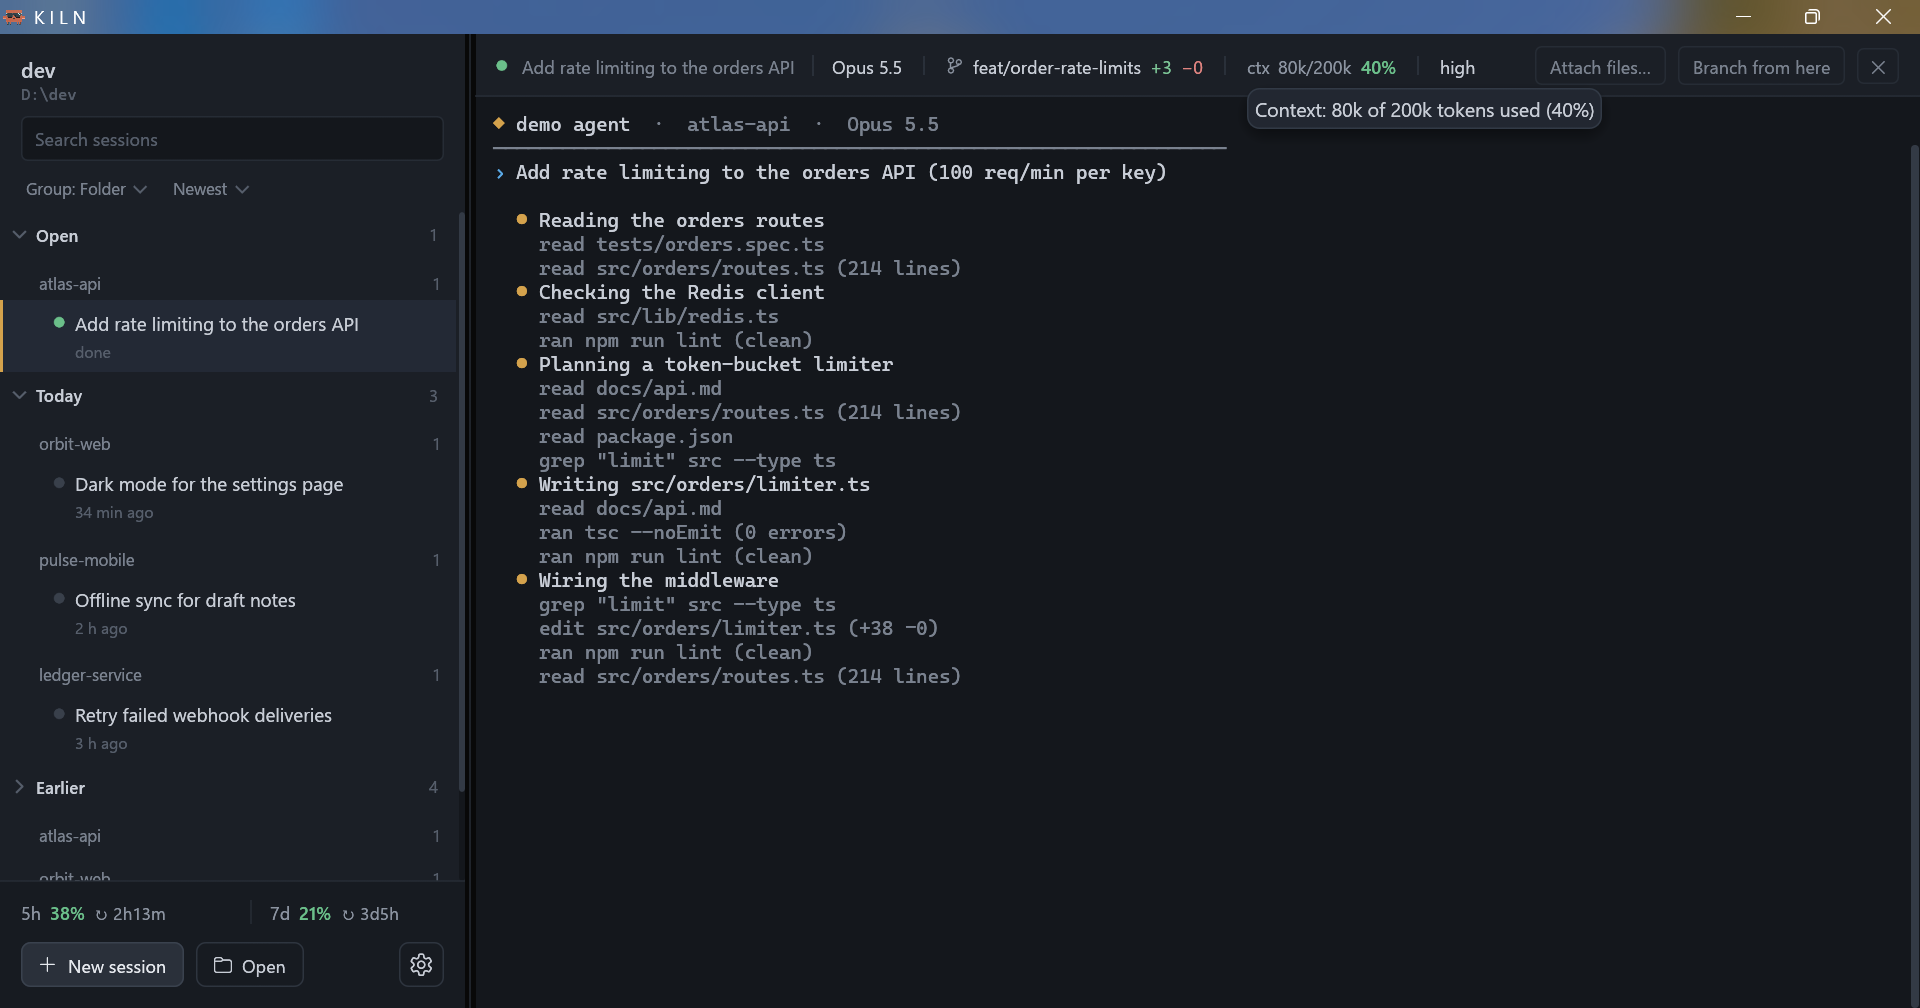 KILN
dev
D:\dev
Search sessions
Group: Folder
Newest
Open 1
atlas-api 1
Add rate limiting to the orders API
done
Today 3
orbit-web 1
Dark mode for the settings page
34 min ago
pulse-mobile 1
Offline sync for draft notes
2 h ago
ledger-service 1
Retry failed webhook deliveries
3 h ago
Earlier 4
atlas-api 1
orbit-web 1
5h 38% ↻ 2h13m
7d 21% ↻ 3d5h
New session
Open
Add rate limiting to the orders API
Opus 5.5
feat/order-rate-limits +3 −0
ctx 80k/200k 40%
high
Attach files...
Branch from here
Context: 80k of 200k tokens used (40%)
◆ demo agent · atlas-api · Opus 5.5
› Add rate limiting to the orders API (100 req/min per key)
● Reading the orders routes
read tests/orders.spec.ts
read src/orders/routes.ts (214 lines)
● Checking the Redis client
read src/lib/redis.ts
ran npm run lint (clean)
● Planning a token-bucket limiter
read docs/api.md
read src/orders/routes.ts (214 lines)
read package.json
grep "limit" src --type ts
● Writing src/orders/limiter.ts
read docs/api.md
ran tsc --noEmit (0 errors)
ran npm run lint (clean)
● Wiring the middleware
grep "limit" src --type ts
edit src/orders/limiter.ts (+38 −0)
ran npm run lint (clean)
read src/orders/routes.ts (214 lines)